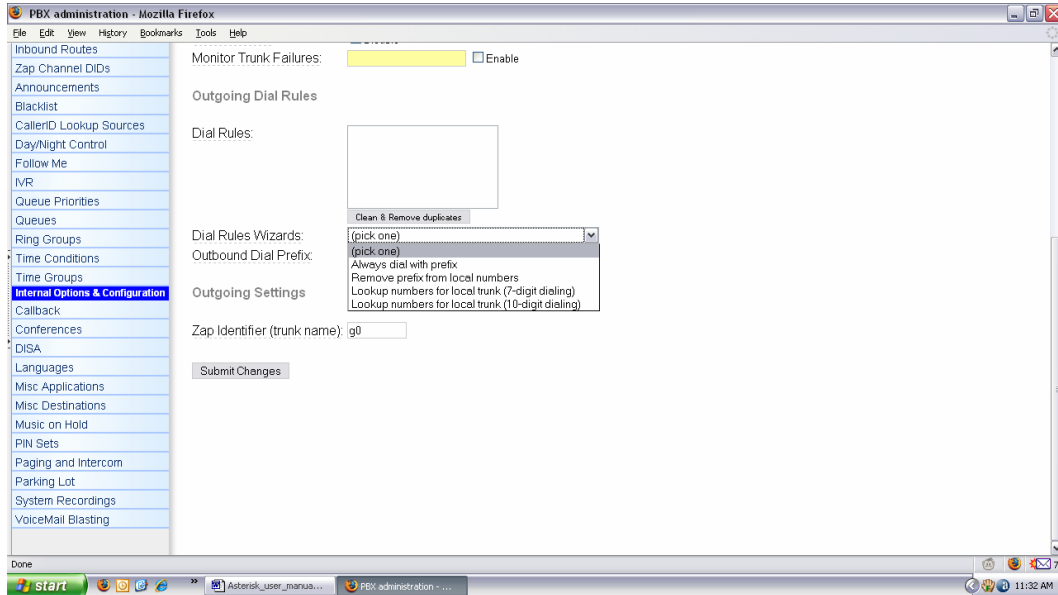 PBX administration - Mozilla Firefox
File Edit View History Bookmarks Tools Help
Inbound Routes
Zap Channel DIDs
Announcements
Blacklist
CallerID Lookup Sources
Day/Night Control
Follow Me
IVR
Queue Priorities
Queues
Ring Groups
Time Conditions
Time Groups
Internal Options & Configuration
Callback
Conferences
DISA
Languages
Misc Applications
Misc Destinations
Music on Hold
PIN Sets
Paging and Intercom
Parking Lot
System Recordings
VoiceMail Blasting
Monitor Trunk Failures: Enable
Outgoing Dial Rules
Dial Rules:
Clean & Remove duplicates
Dial Rules Wizards: (pick one)
(pick one)
Outbound Dial Prefix:
Always dial with prefix
Remove prefix from local numbers
Lookup numbers for local trunk (7-digit dialing)
Lookup numbers for local trunk (10-digit dialing)
Outgoing Settings
Zap Identifier (trunk name): g0
Submit Changes
Done
7
start » Asterisk_user_manua... PBX administration - ... 11:32 AM